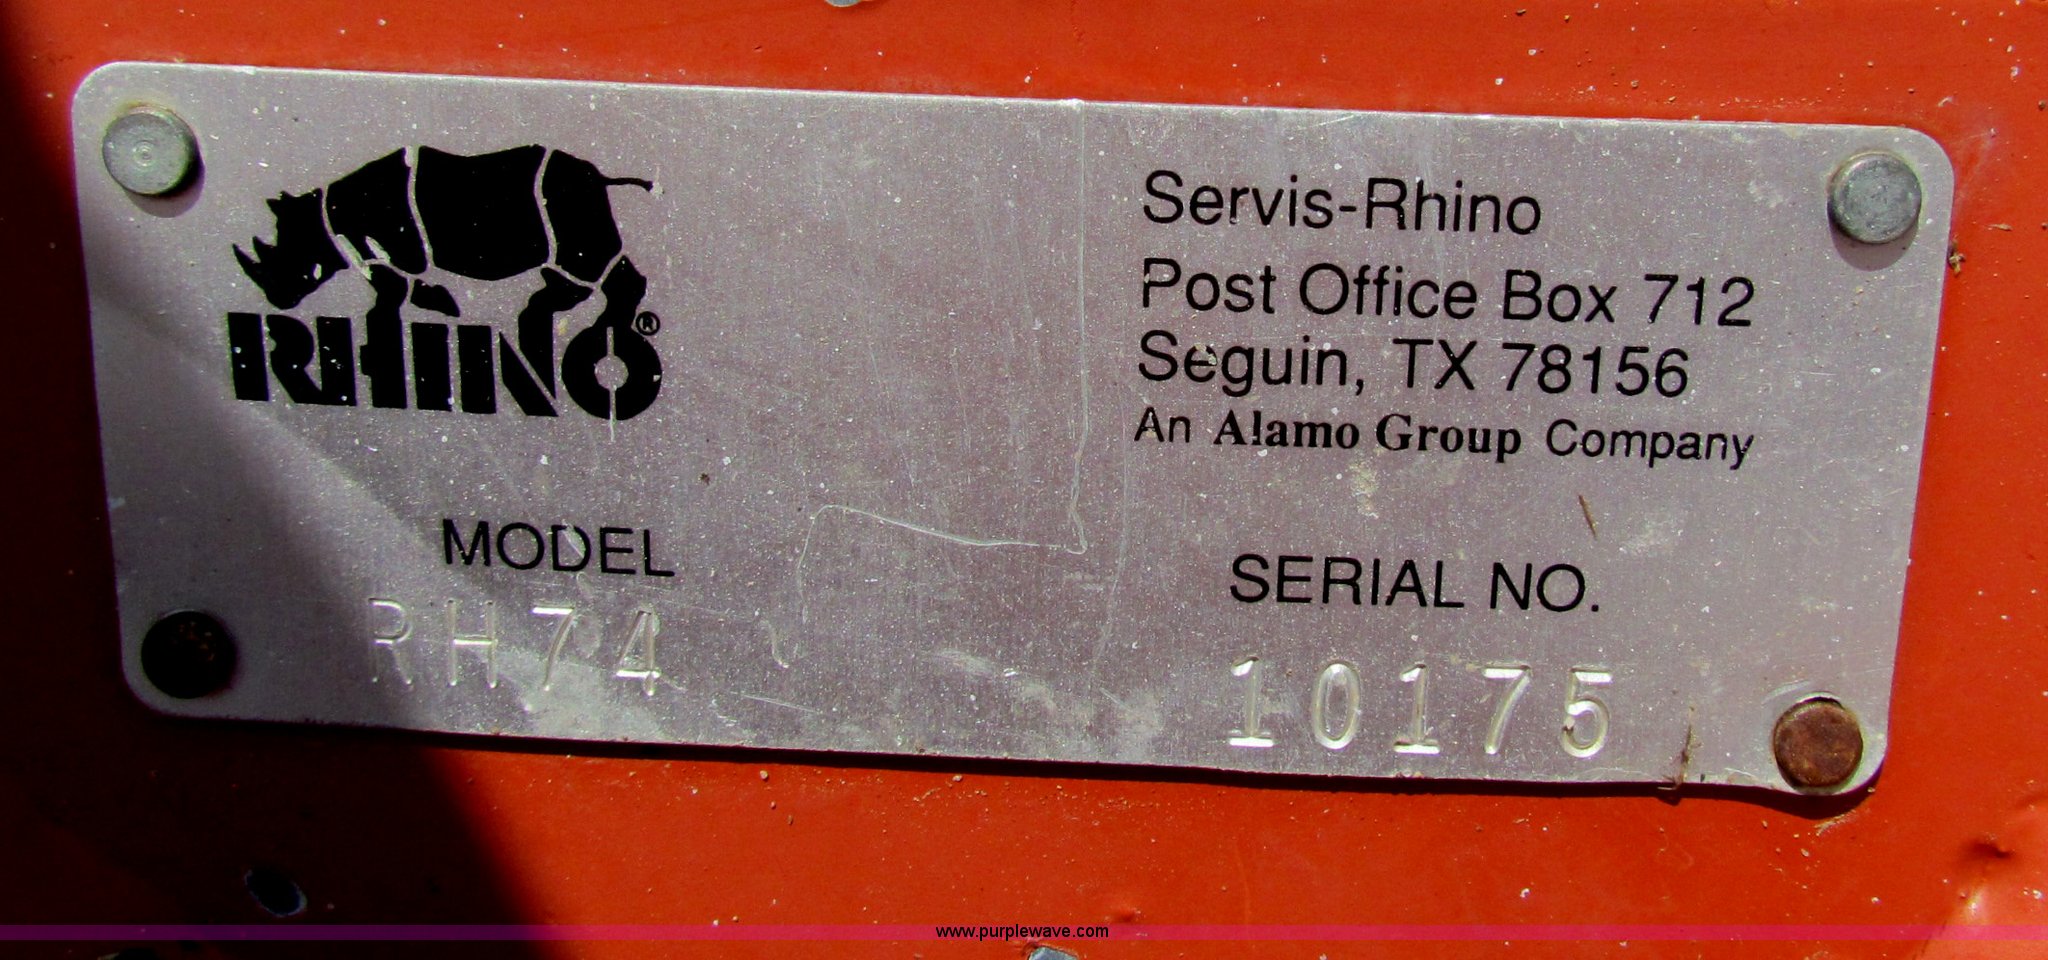 RHINO®
Servis-Rhino
Post Office Box 712
Seguin, TX 78156
An Alamo Group Company
MODEL
RH74
SERIAL NO.
10175
www.purplewave.com